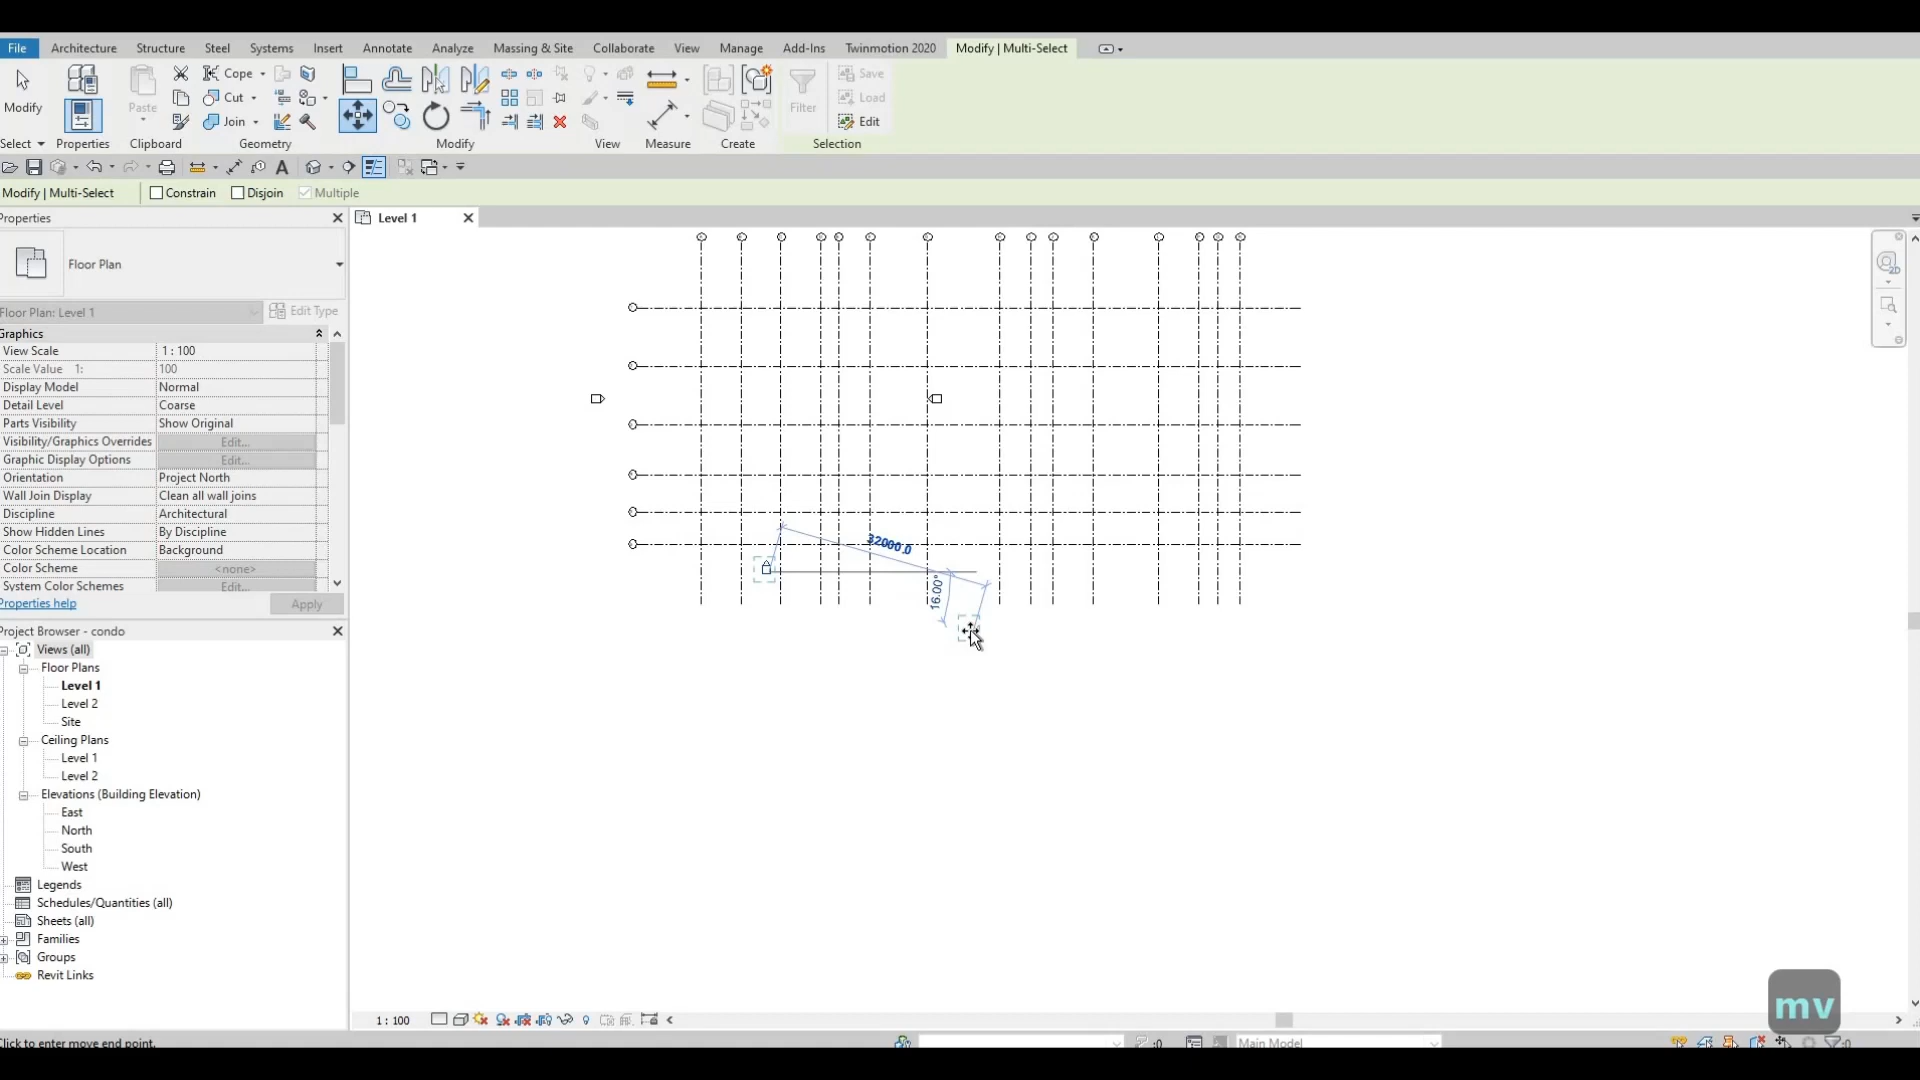 File Architecture Structure Steel Systems Insert Annotate Analyze Massing & Site Collaborate View Manage Add-Ins Twinmotion 2020 Modify | Multi-Select
Modify Paste Cope Cut Join Filter Save Load Edit
Select Properties Clipboard Geometry Modify View Measure Create Selection
Modify | Multi-Select Constrain Disjoin Multiple
Properties
Level 1
Floor Plan
Floor Plan: Level 1 Edit Type
Graphics
View Scale 1 : 100
Scale Value 1: 100
Display Model Normal
Detail Level Coarse
Parts Visibility Show Original
Visibility/Graphics Overrides Edit...
Graphic Display Options Edit...
Orientation Project North
Wall Join Display Clean all wall joins
Discipline Architectural
Show Hidden Lines By Discipline
Color Scheme Location Background
Color Scheme <none>
System Color Schemes Edit...
Properties help Apply
32000.0
16.00°
Project Browser - condo
Views (all)
Floor Plans
Level 1
Level 2
Site
Ceiling Plans
Level 1
Level 2
Elevations (Building Elevation)
East
North
South
West
Legends
Schedules/Quantities (all)
Sheets (all)
Families
Groups
Revit Links
1 : 100
mv
Click to enter move end point. :0 Main Model :0